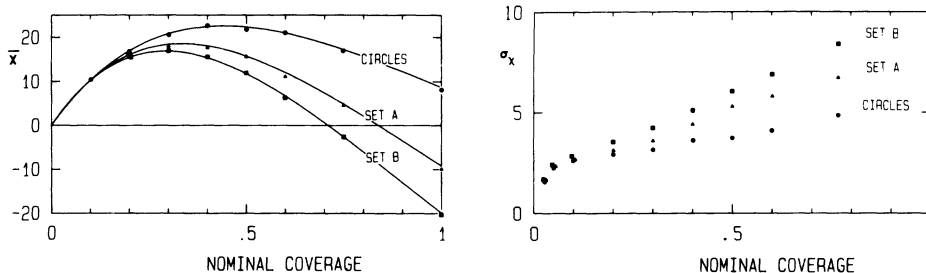 20
x̄
10
0
-10
-20
0
.5
1
CIRCLES
SET A
SET B
NOMINAL COVERAGE
10
σx
5
0
0
.5
SET B
SET A
CIRCLES
NOMINAL COVERAGE